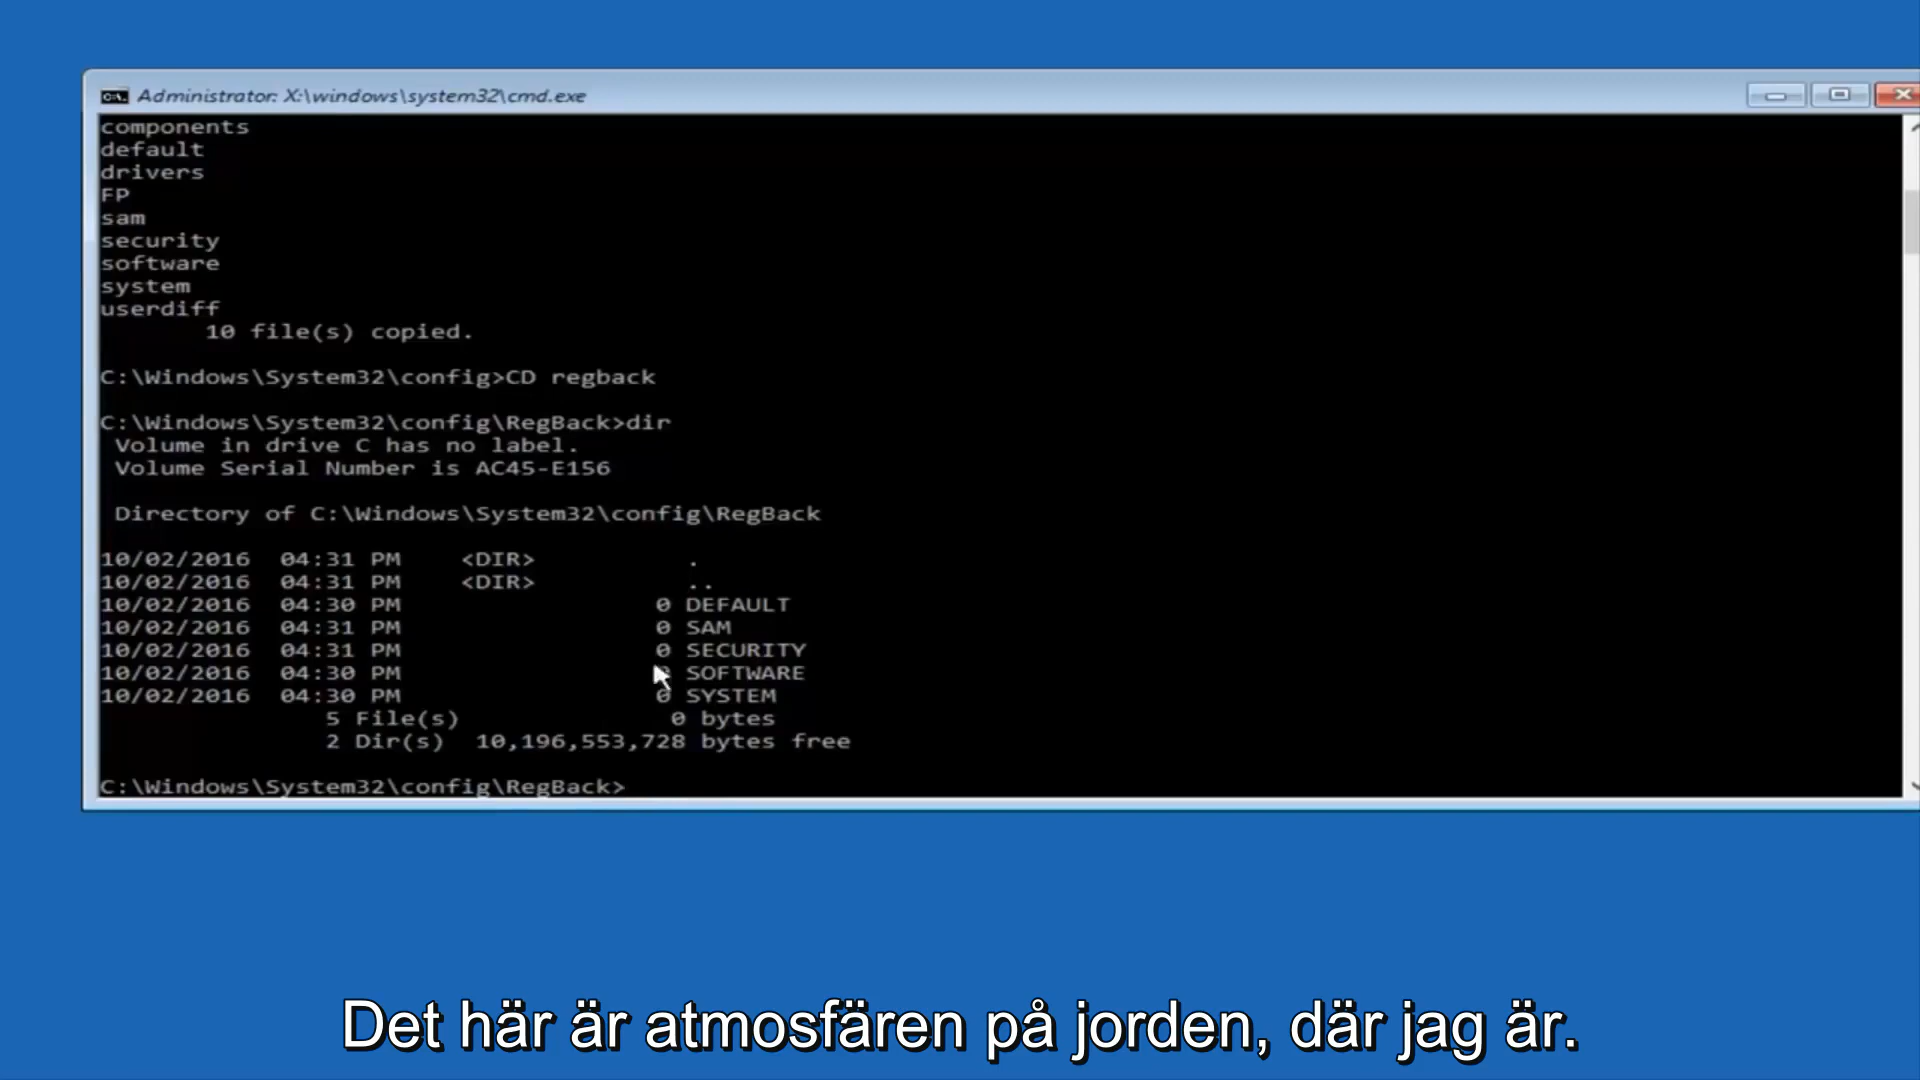 Administrator: X:\windows\system32\cmd.exe
components
default
drivers
FP
sam
security
software
system
userdiff
10 file(s) copied.
C:\Windows\System32\config>CD regback
C:\Windows\System32\config\RegBack>dir
Volume in drive C has no label.
Volume Serial Number is AC45-E156
Directory of C:\Windows\System32\config\RegBack
10/02/2016 04:31 PM <DIR> .
10/02/2016 04:31 PM <DIR> ..
10/02/2016 04:30 PM 0 DEFAULT
10/02/2016 04:31 PM 0 SAM
10/02/2016 04:31 PM 0 SECURITY
10/02/2016 04:30 PM 0 SOFTWARE
10/02/2016 04:30 PM 0 SYSTEM
5 File(s) 0 bytes
2 Dir(s) 10,196,553,728 bytes free
C:\Windows\System32\config\RegBack>
Det här är atmosfären på jorden, där jag är.